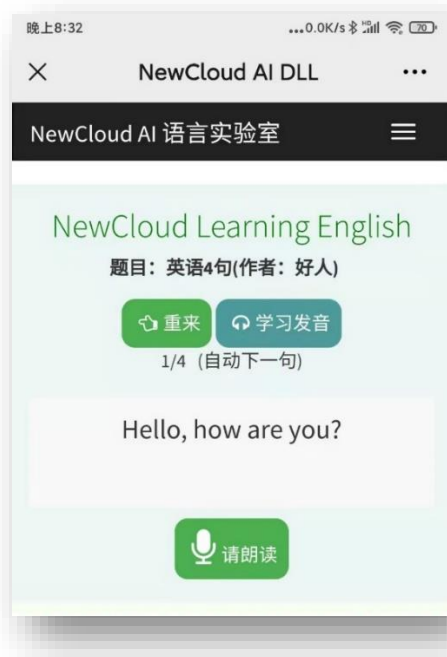 晚上8:32 ...0.0K/s HD 70
× NewCloud AI DLL ...
NewCloud AI 语言实验室
NewCloud Learning English
题目：英语4句(作者：好人)
重来 学习发音
1/4 (自动下一句)
Hello, how are you?
请朗读